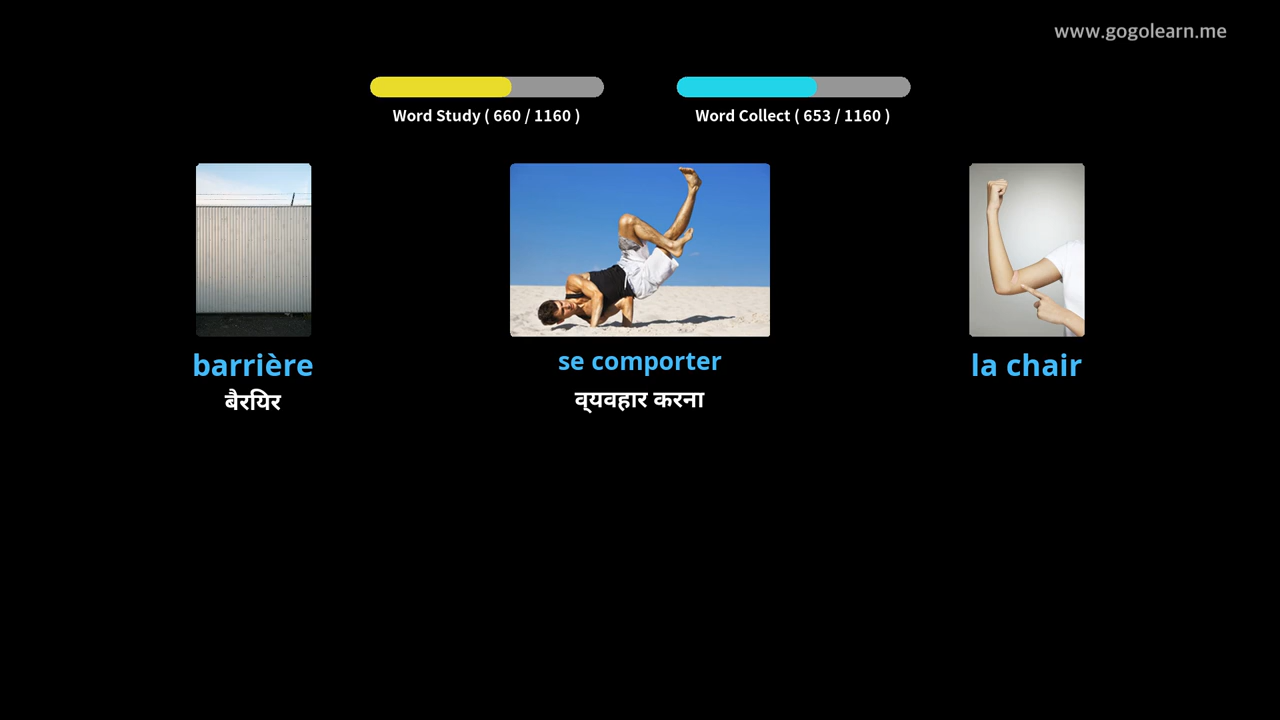 www.gogolearn.me
Word Study ( 660 / 1160 )
Word Collect ( 653 / 1160 )
barrière
बैरियर
se comporter
व्यवहार करना
la chair